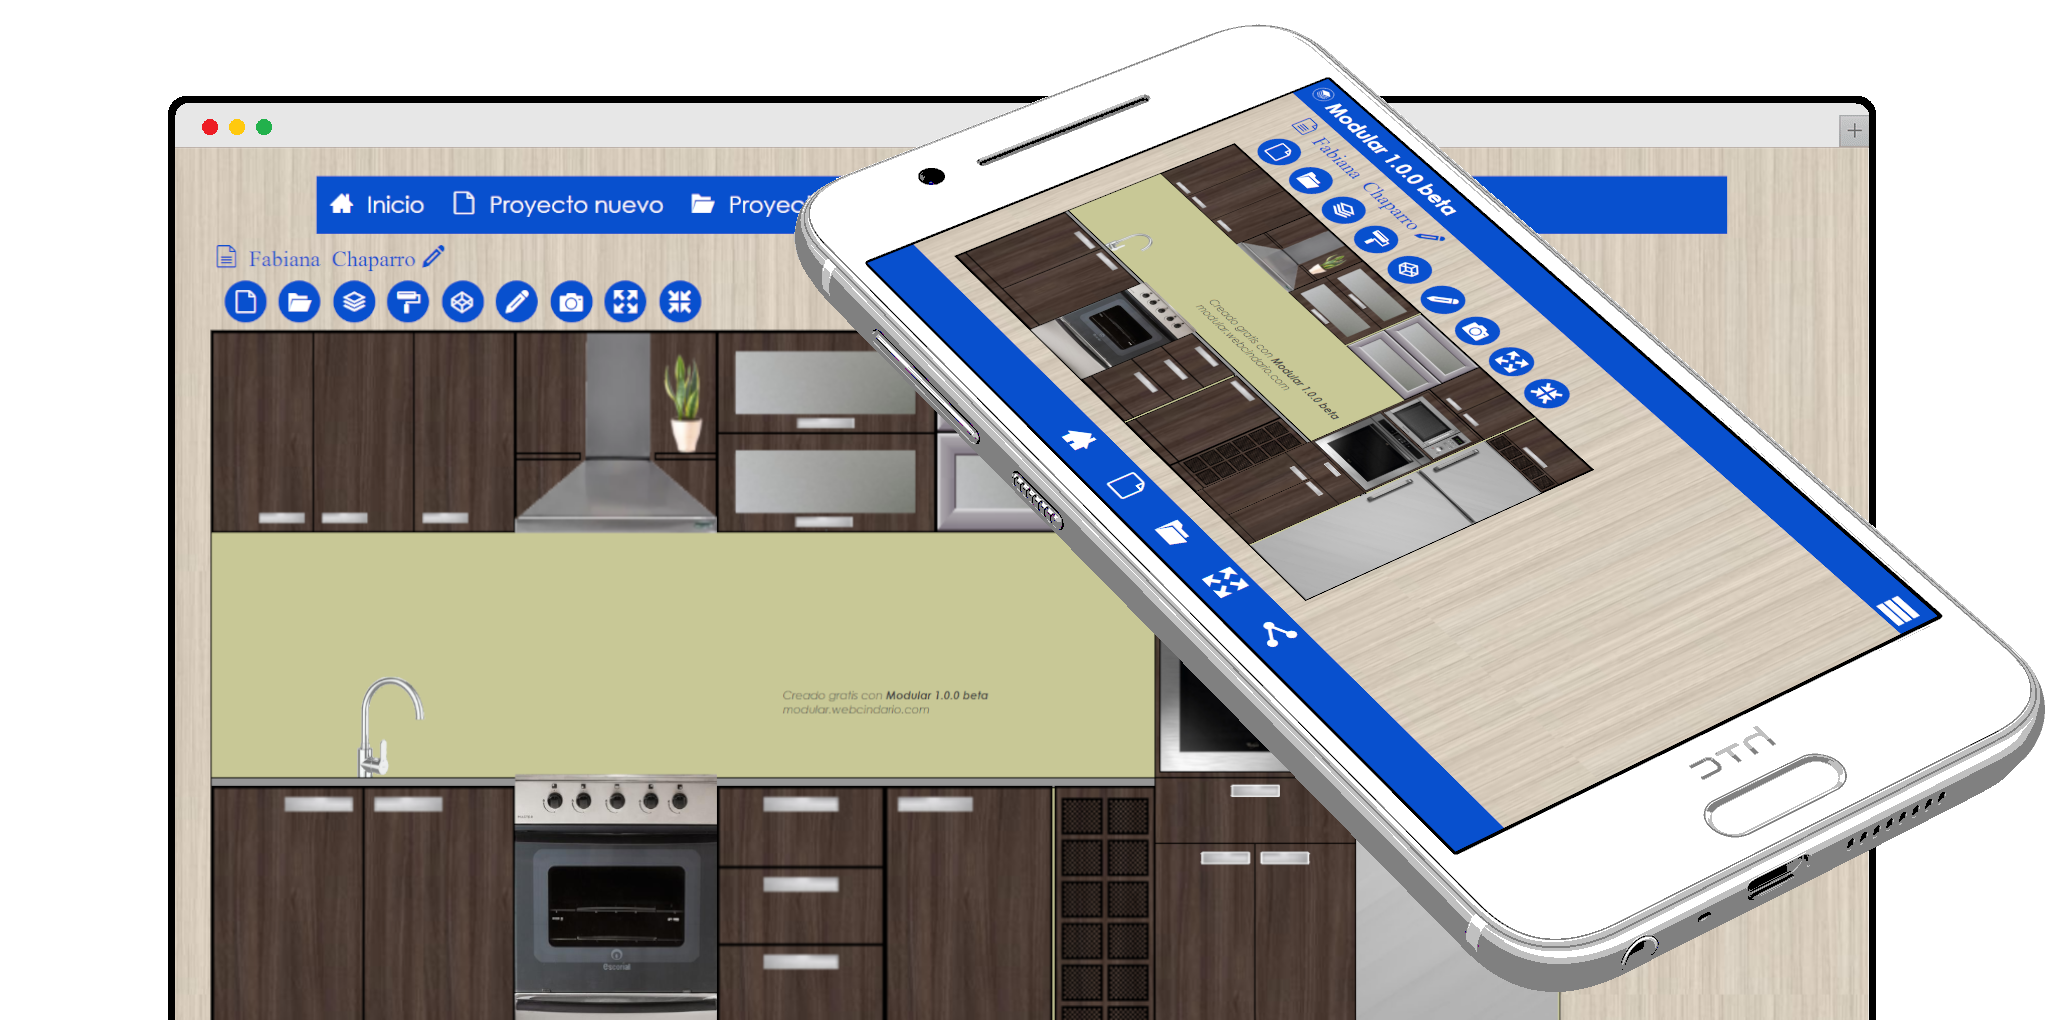 Inicio
Proyecto nuevo
Proyec
Fabiana Chaparro
Creado gratis con Modular 1.0.0 beta
modular.webcindario.com
Escorial
Modular 1.0.0 beta
Fabiana Chaparro
Creado gratis con Modular 1.0.0 beta
modular.webcindario.com
HTC